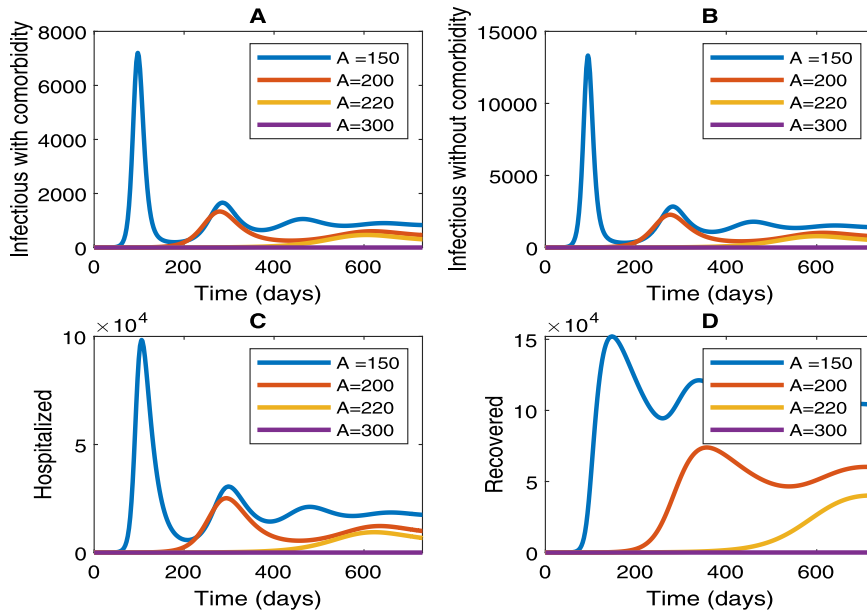 A
Infectious with comorbidity
8000
6000
4000
2000
0
0 200 400 600
Time (days)
A =150
A=200
A=220
A=300
B
Infectious without comorbidity
15000
10000
5000
0
0 200 400 600
Time (days)
A =150
A=200
A=220
A=300
C
× 10^4
Hospitalized
10
5
0
0 200 400 600
Time (days)
A =150
A=200
A=220
A=300
D
× 10^4
Recovered
15
10
5
0
0 200 400 600
Time (days)
A =150
A=200
A=220
A=300